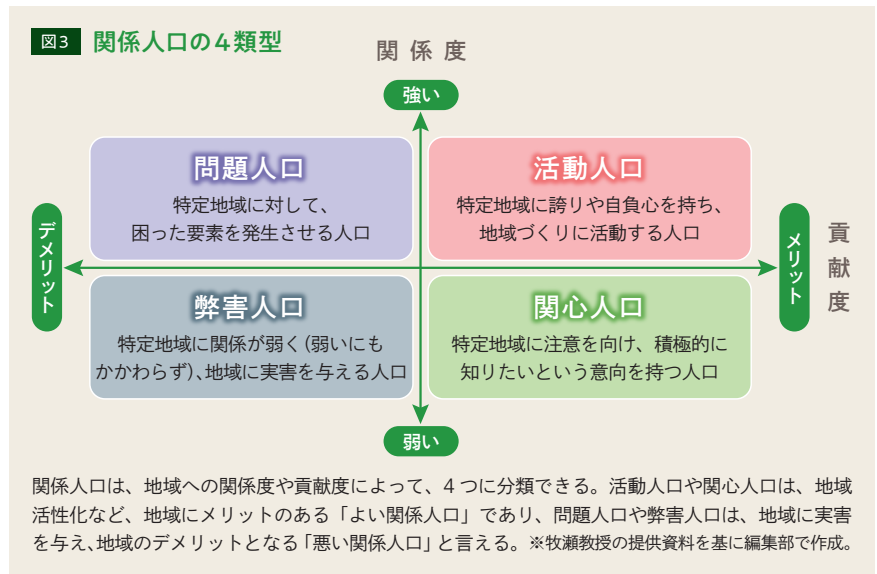 図3 関係人口の4類型
関係度
強い
問題人口
特定地域に対して、
困った要素を発生させる人口
活動人口
特定地域に誇りや自負心を持ち、
地域づくりに活動する人口
デメリット
メリット
貢献度
弊害人口
特定地域に関係が弱く(弱いにも
かかわらず)、地域に実害を与える人口
関心人口
特定地域に注意を向け、積極的に
知りたいという意向を持つ人口
弱い
関係人口は、地域への関係度や貢献度によって、4つに分類できる。活動人口や関心人口は、地域
活性化など、地域にメリットのある「よい関係人口」であり、問題人口や弊害人口は、地域に実害
を与え、地域のデメリットとなる「悪い関係人口」と言える。※牧瀬教授の提供資料を基に編集部で作成。